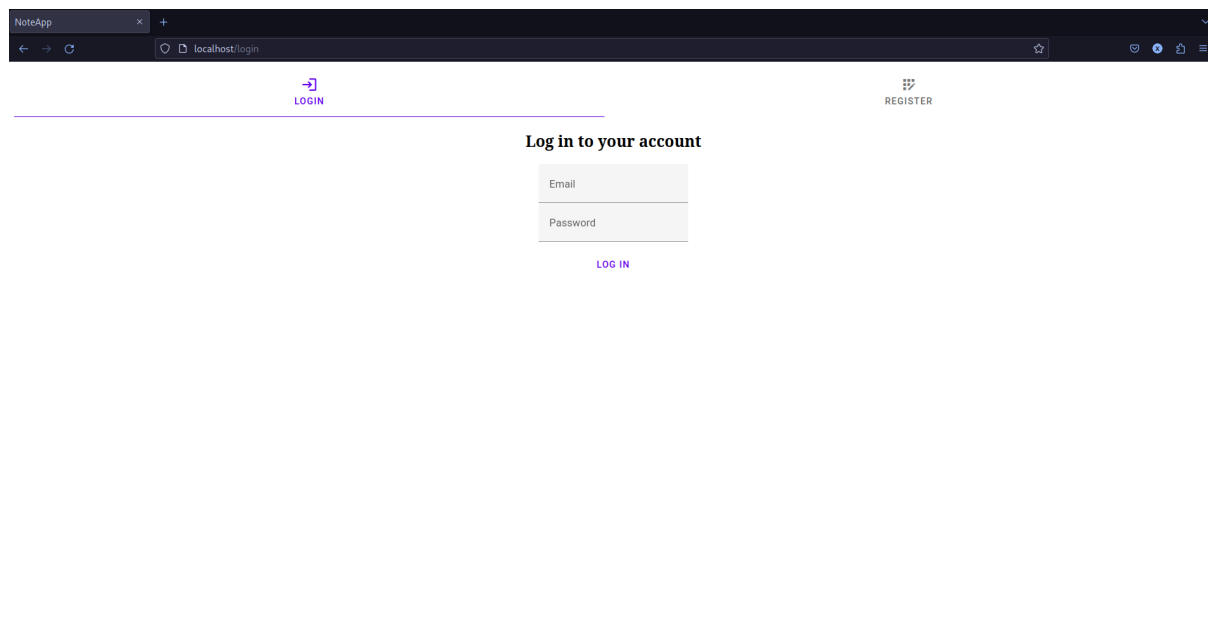 NoteApp
localhost/login
LOGIN
REGISTER
Log in to your account
Email
Password
LOG IN